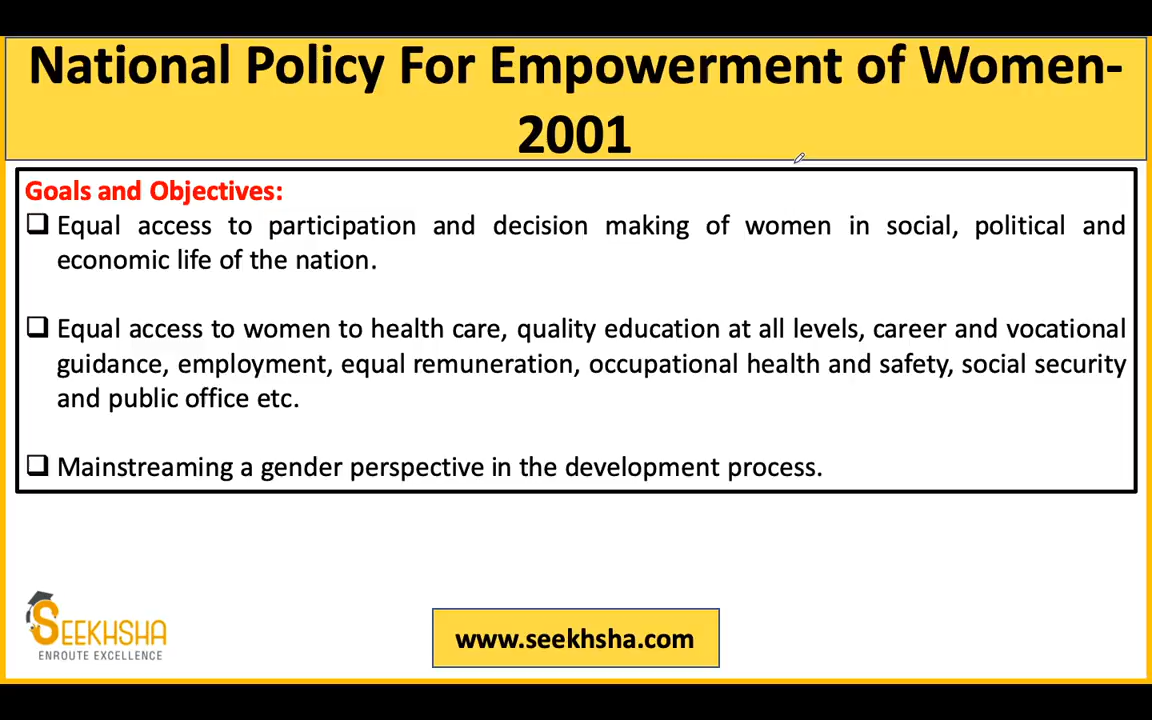 National Policy For Empowerment of Women-
2001
Goals and Objectives:
Equal access to participation and decision making of women in social, political and
economic life of the nation.
Equal access to women to health care, quality education at all levels, career and vocational
guidance, employment, equal remuneration, occupational health and safety, social security
and public office etc.
Mainstreaming a gender perspective in the development process.
SEEKHSHA
ENROUTE EXCELLENCE
www.seekhsha.com